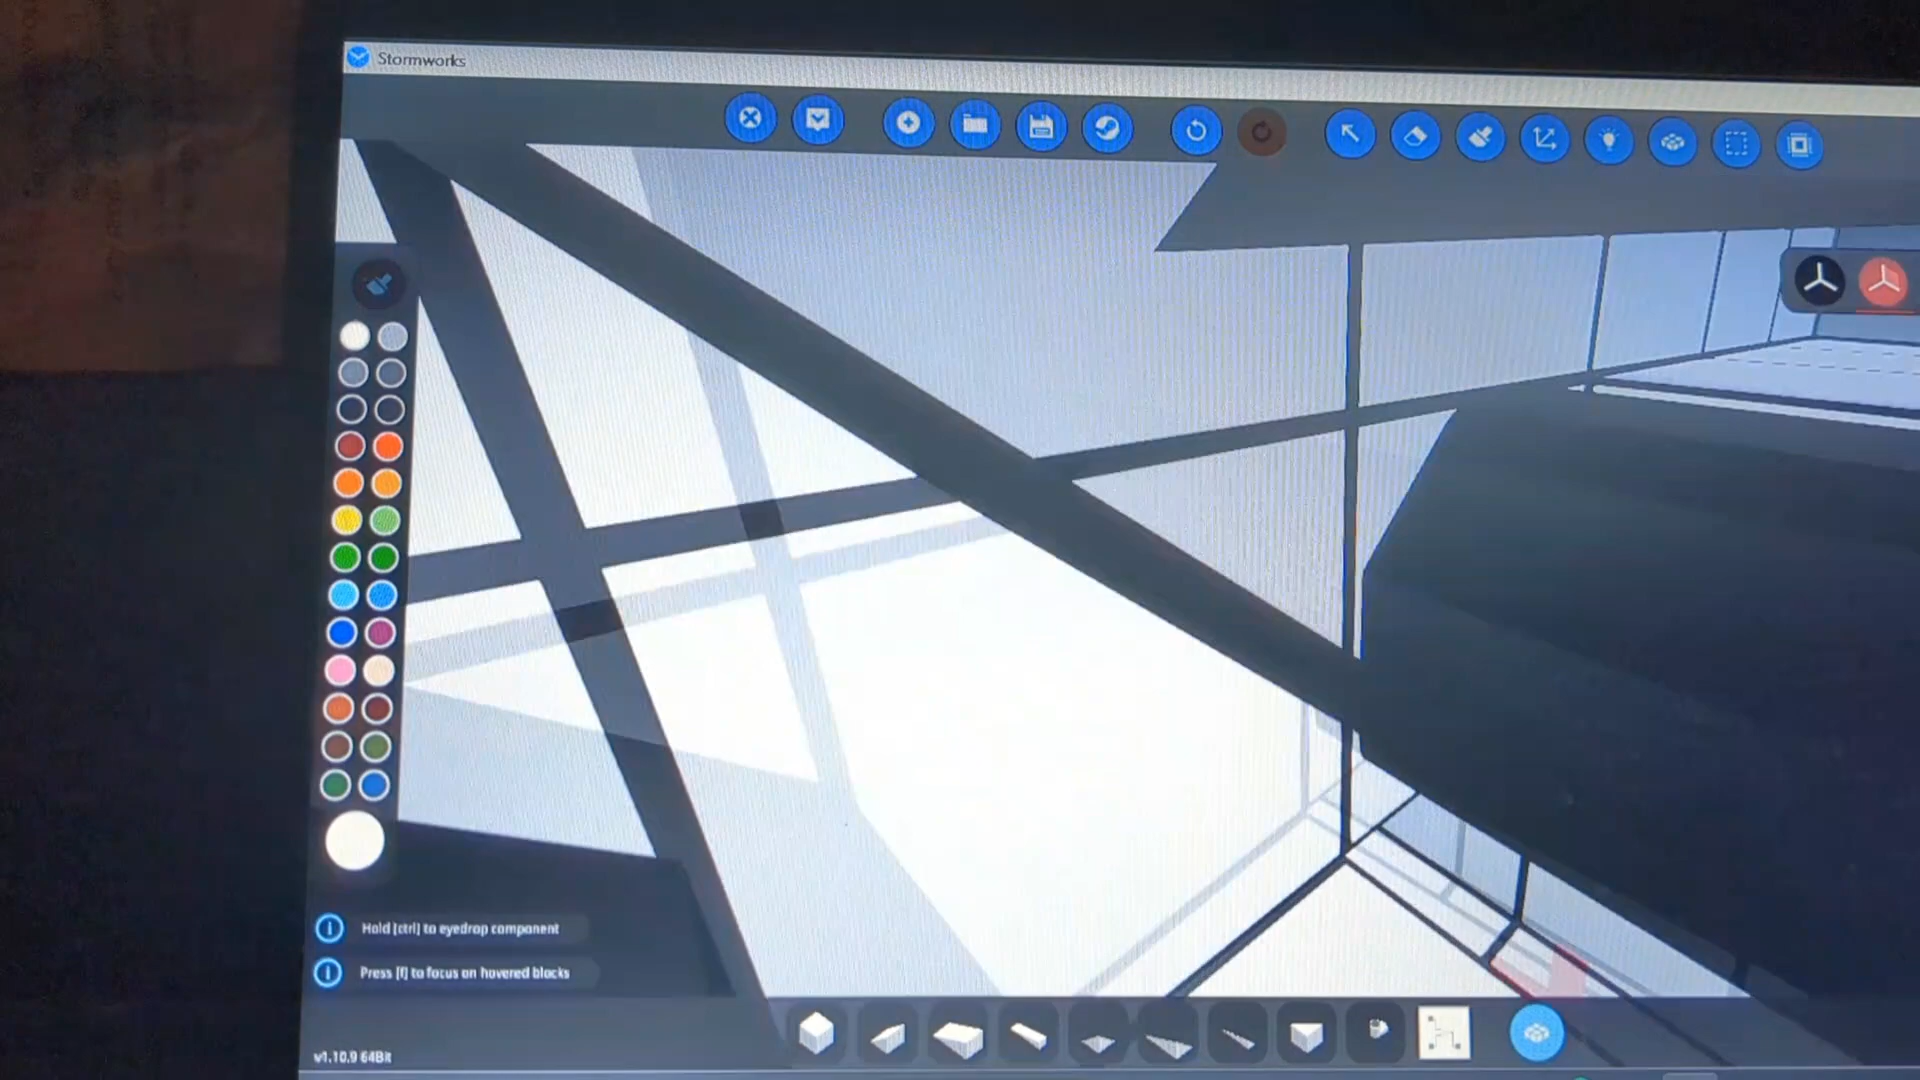 Stormworks
Hold [ctrl] to eyedrop component
Press [f] to focus on hovered blocks
v1.10.9 64Bit